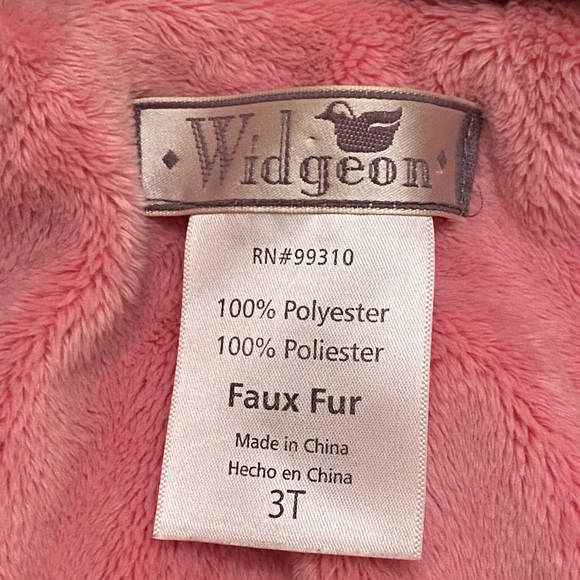 Widgeon
RN#99310
100% Polyester
100% Poliester
Faux Fur
Made in China
Hecho en China
3T